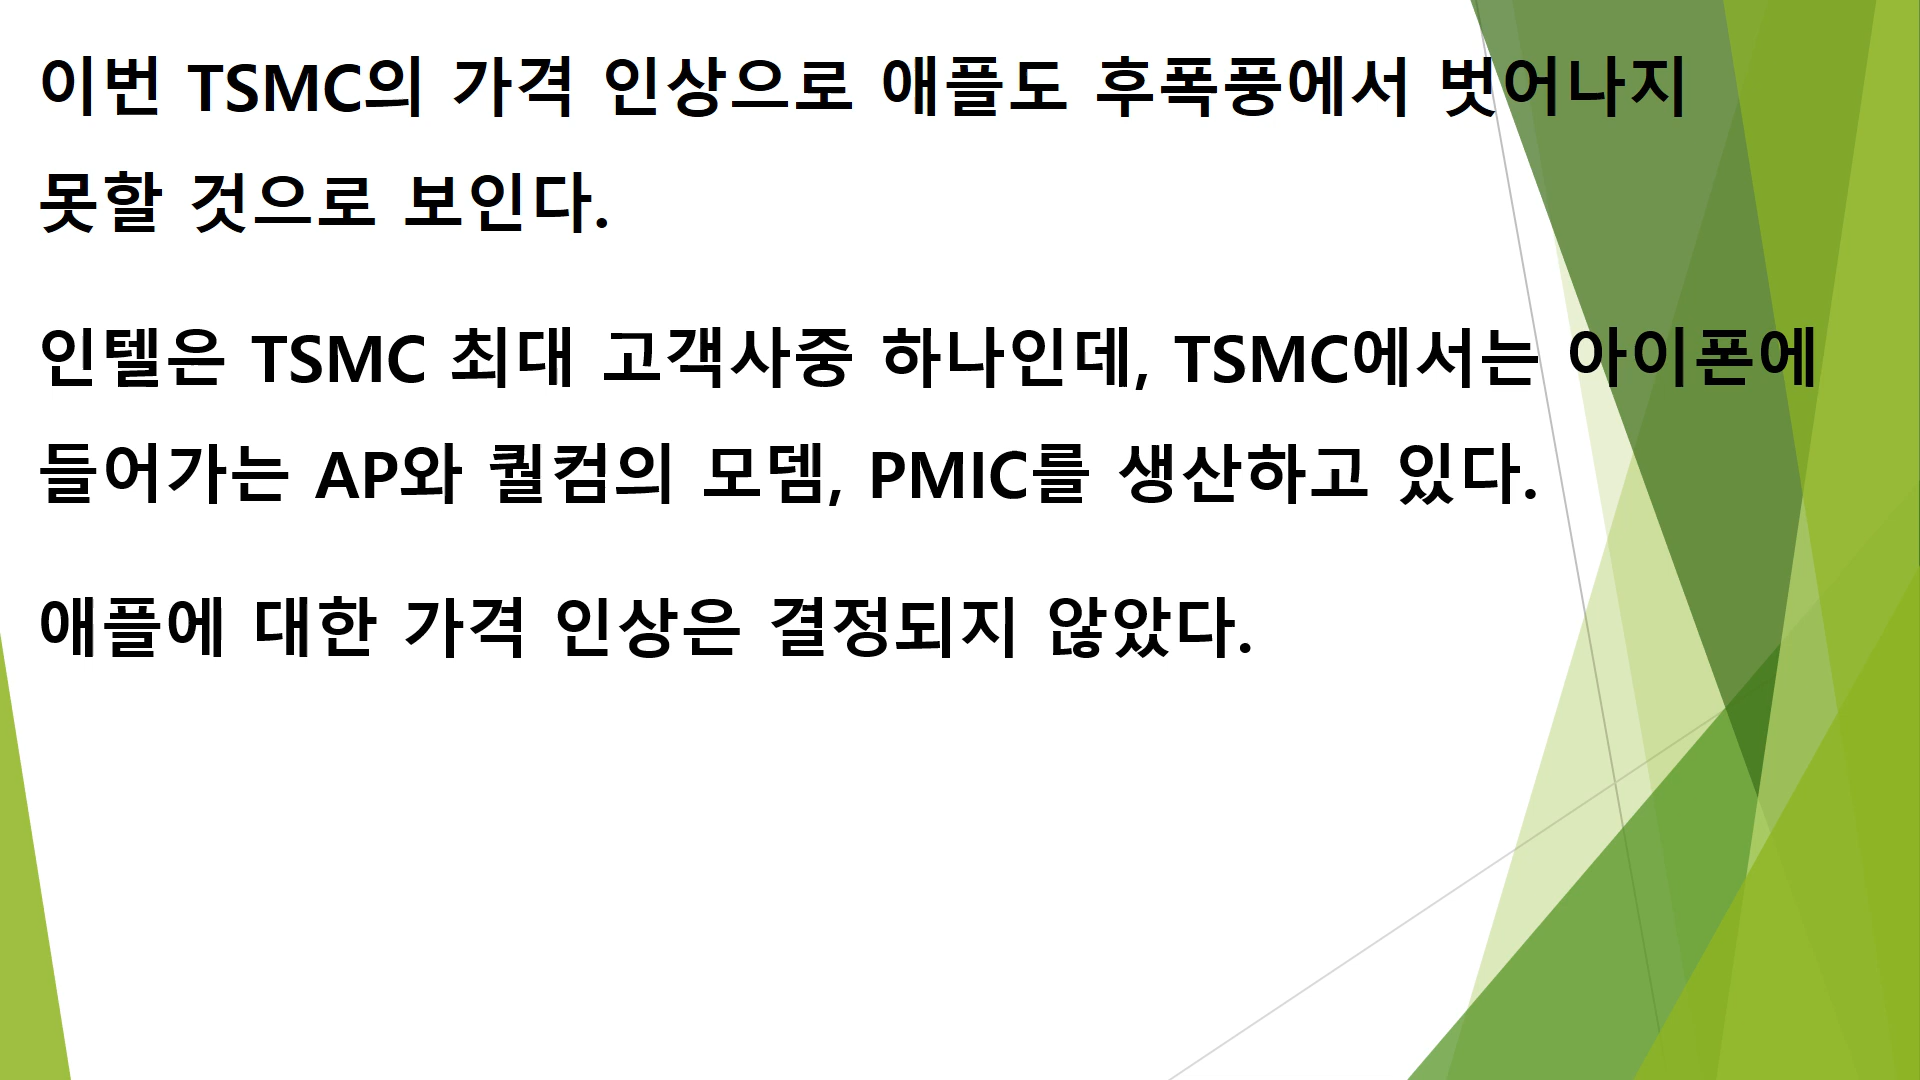 이번 TSMC의 가격 인상으로 애플도 후폭풍에서 벗어나지
못할 것으로 보인다.
인텔은 TSMC 최대 고객사중 하나인데, TSMC에서는 아이폰에
들어가는 AP와 퀄컴의 모뎀, PMIC를 생산하고 있다.
애플에 대한 가격 인상은 결정되지 않았다.